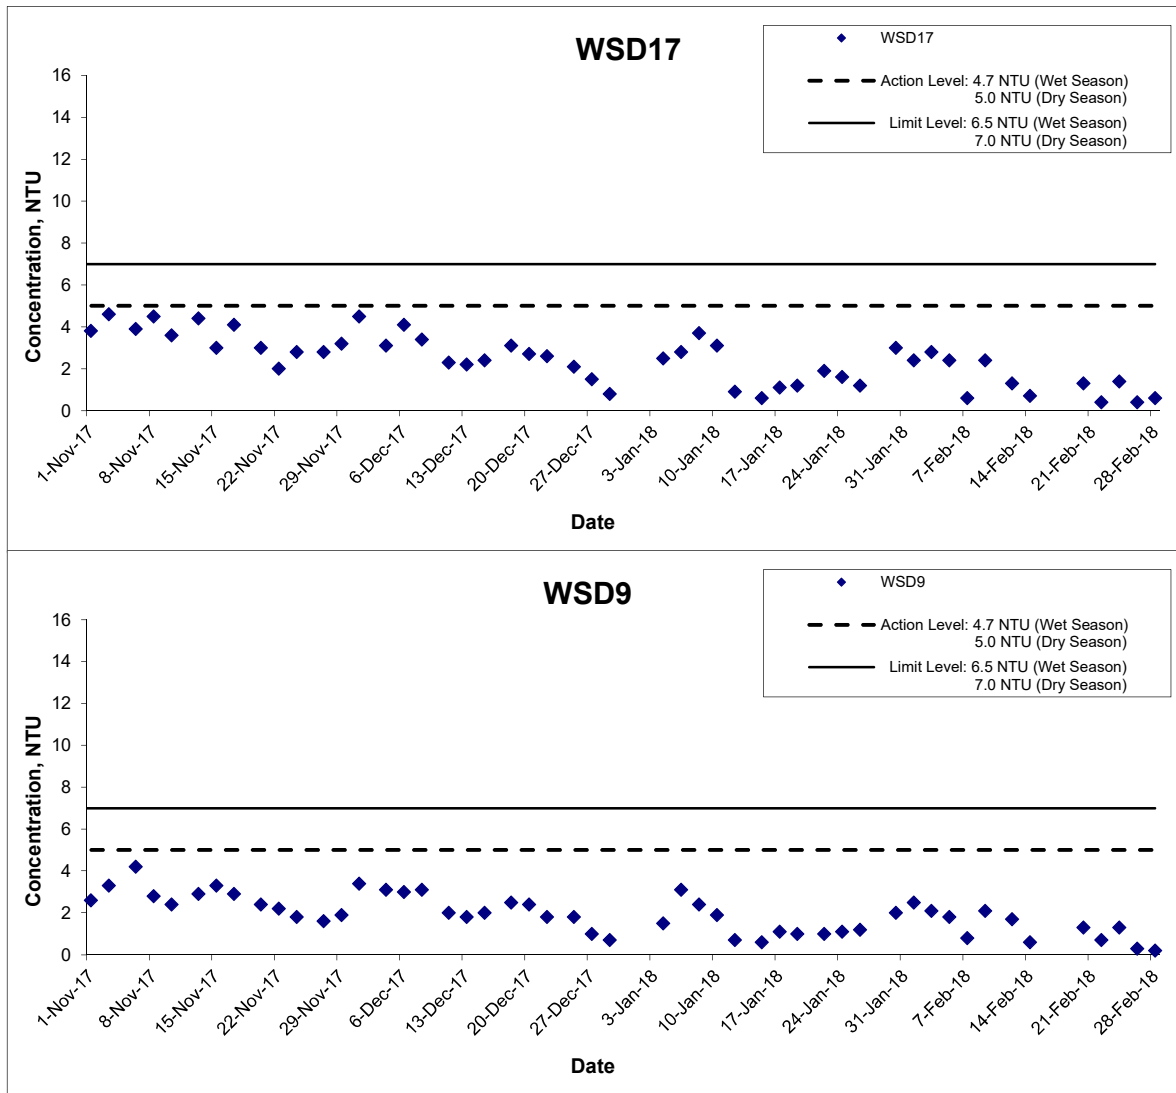 WSD17
WSD17
Action Level: 4.7 NTU (Wet Season)
5.0 NTU (Dry Season)
Limit Level: 6.5 NTU (Wet Season)
7.0 NTU (Dry Season)
Concentration, NTU
16
14
12
10
8
6
4
2
0
1-Nov-17
8-Nov-17
15-Nov-17
22-Nov-17
29-Nov-17
6-Dec-17
13-Dec-17
20-Dec-17
27-Dec-17
3-Jan-18
10-Jan-18
17-Jan-18
24-Jan-18
31-Jan-18
7-Feb-18
14-Feb-18
21-Feb-18
28-Feb-18
Date
WSD9
WSD9
Action Level: 4.7 NTU (Wet Season)
5.0 NTU (Dry Season)
Limit Level: 6.5 NTU (Wet Season)
7.0 NTU (Dry Season)
Concentration, NTU
16
14
12
10
8
6
4
2
0
1-Nov-17
8-Nov-17
15-Nov-17
22-Nov-17
29-Nov-17
6-Dec-17
13-Dec-17
20-Dec-17
27-Dec-17
3-Jan-18
10-Jan-18
17-Jan-18
24-Jan-18
31-Jan-18
7-Feb-18
14-Feb-18
21-Feb-18
28-Feb-18
Date